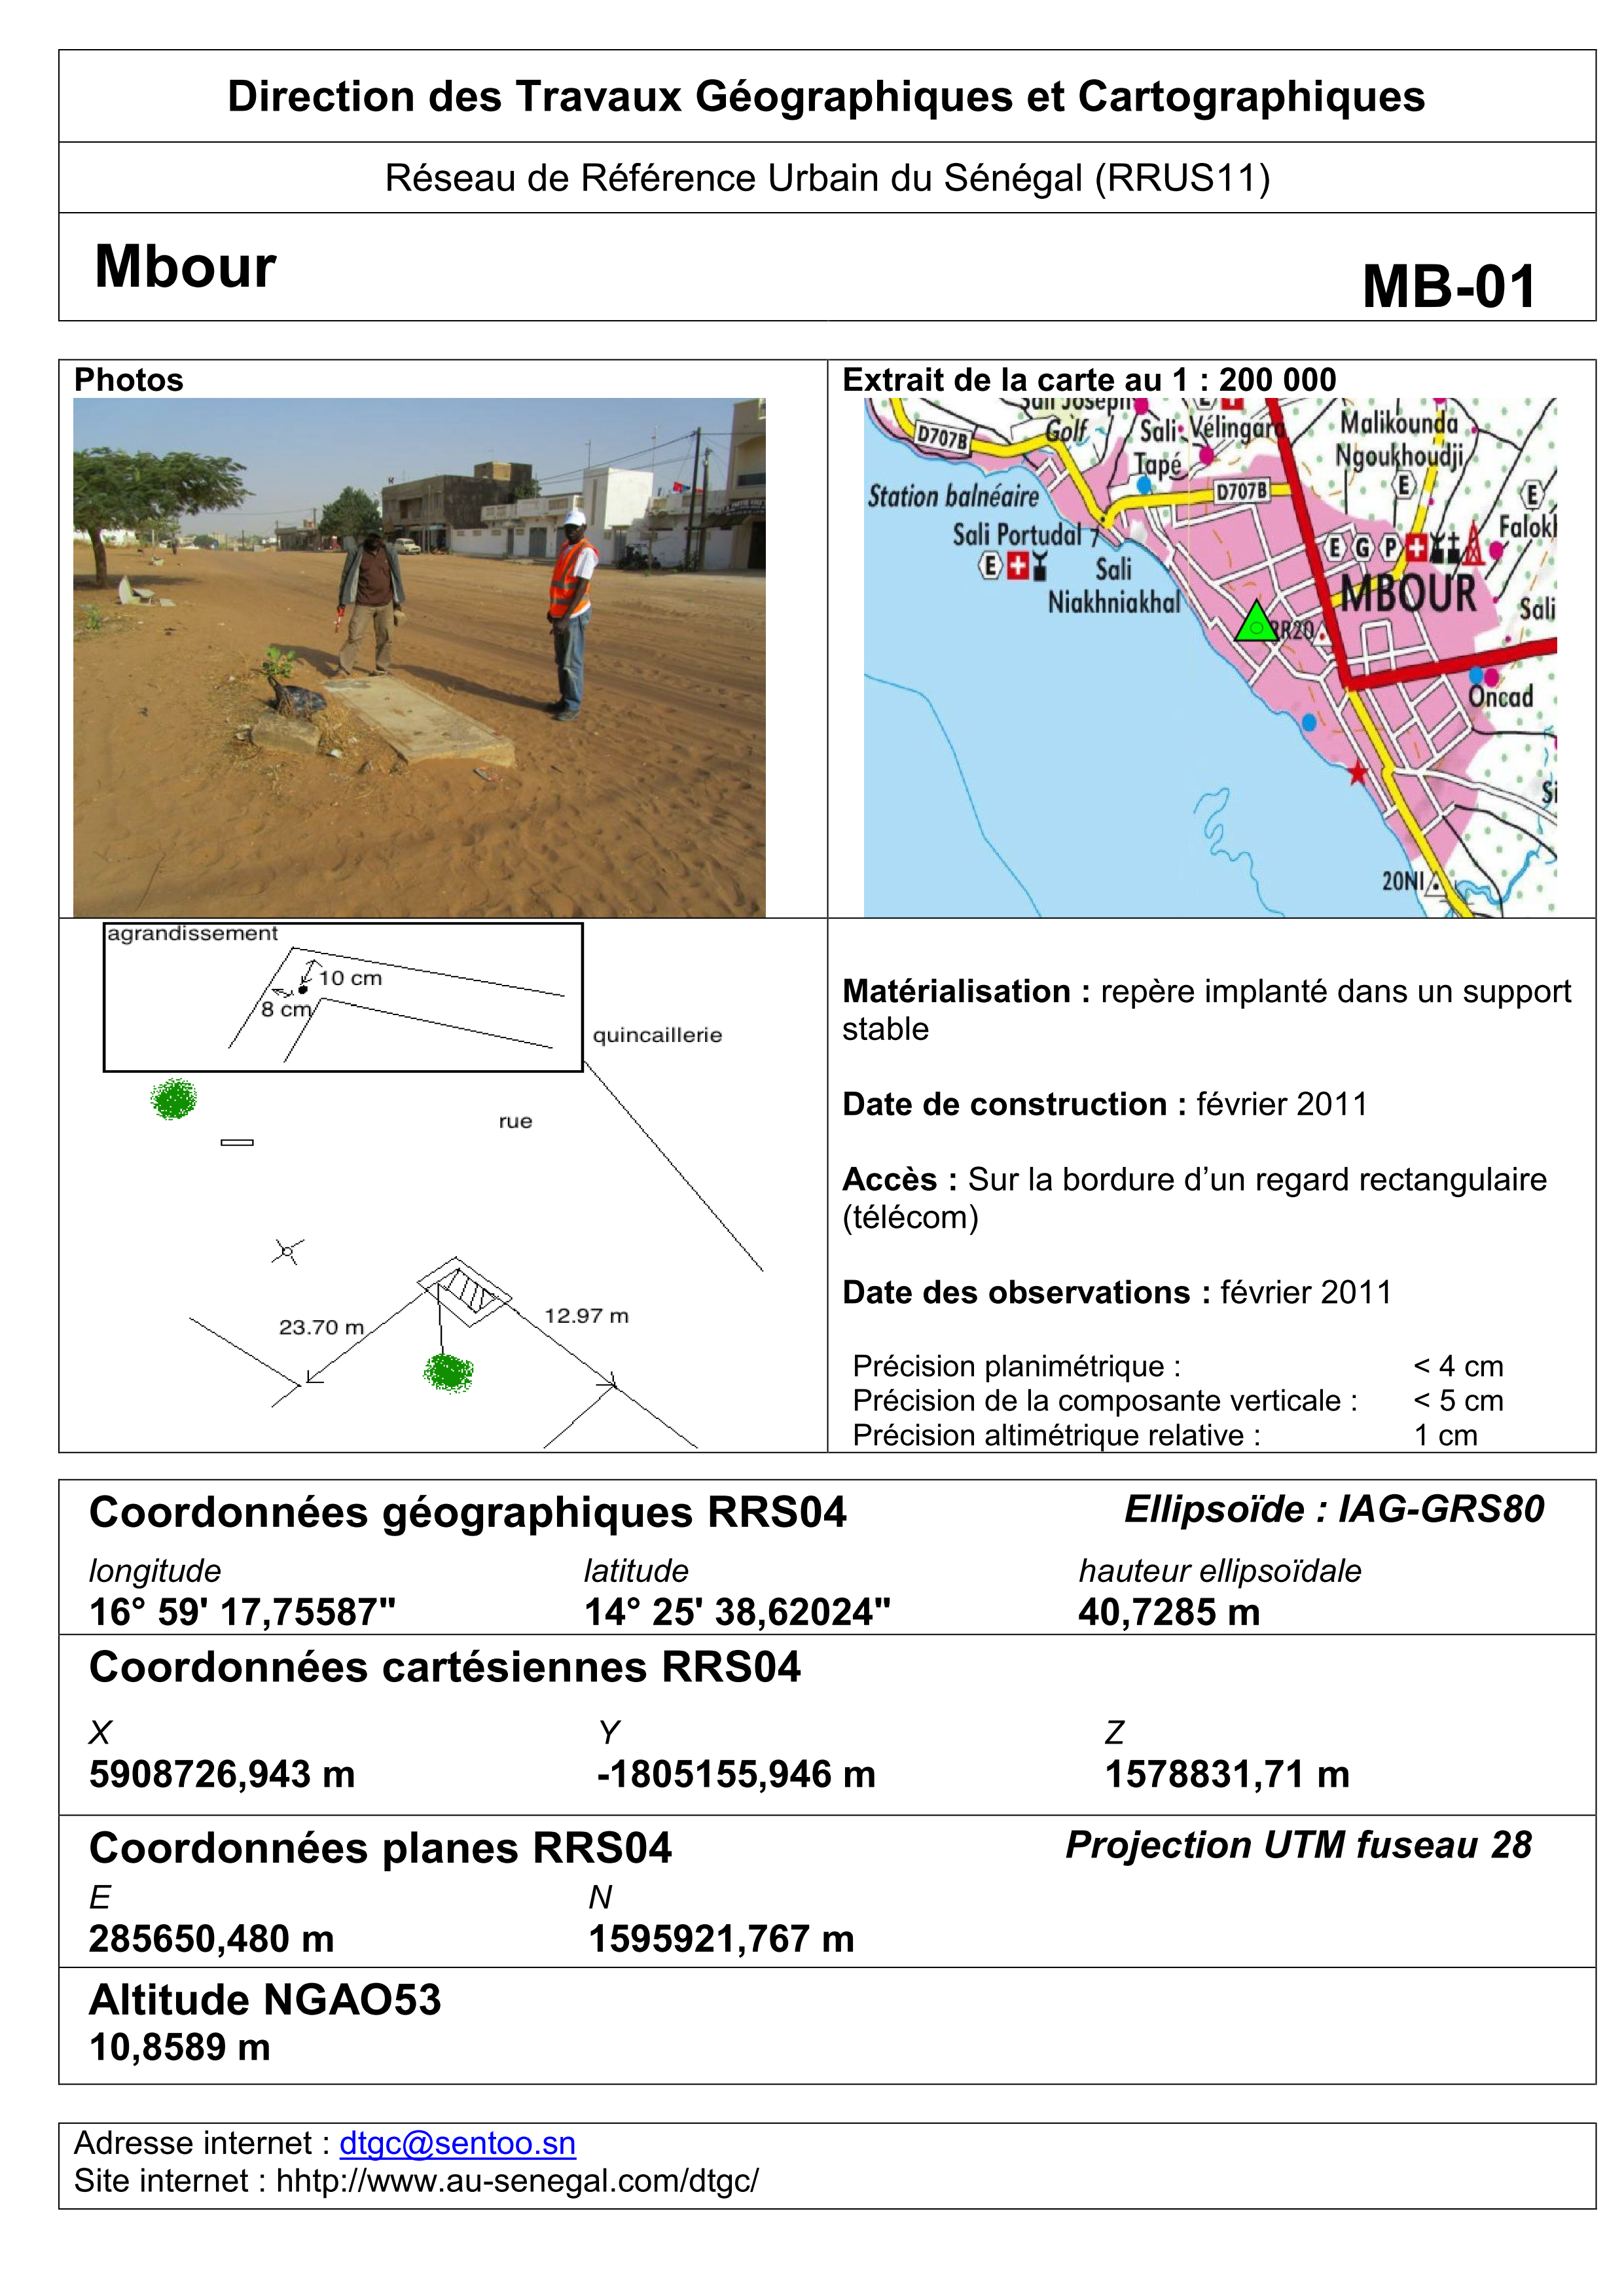 Direction des Travaux Géographiques et Cartographiques
Réseau de Référence Urbain du Sénégal (RRUS11)
Mbour
MB-01
Photos
Extrait de la carte au 1 : 200 000
Sali Joseph
E
D707B
Golf
Sali
Vélingara
Malikounda
Ngoukhoudji
Tapé
E
Station balnéaire
D707B
E
Sali Portudal
Falokh
E
Sali
Niakhniakhal
E G P
MBOUR
Sali
RR20
Oncad
Si
20NI
agrandissement
10 cm
8 cm
quincaillerie
rue
23.70 m
12.97 m
Matérialisation : repère implanté dans un support
stable
Date de construction : février 2011
Accès : Sur la bordure d’un regard rectangulaire
(télécom)
Date des observations : février 2011
Précision planimétrique : < 4 cm
Précision de la composante verticale : < 5 cm
Précision altimétrique relative : 1 cm
Coordonnées géographiques RRS04 Ellipsoïde : IAG-GRS80
longitude latitude hauteur ellipsoïdale
16° 59' 17,75587" 14° 25' 38,62024" 40,7285 m
Coordonnées cartésiennes RRS04
X Y Z
5908726,943 m -1805155,946 m 1578831,71 m
Coordonnées planes RRS04 Projection UTM fuseau 28
E N
285650,480 m 1595921,767 m
Altitude NGAO53
10,8589 m
Adresse internet : dtgc@sentoo.sn
Site internet : hhtp://www.au-senegal.com/dtgc/